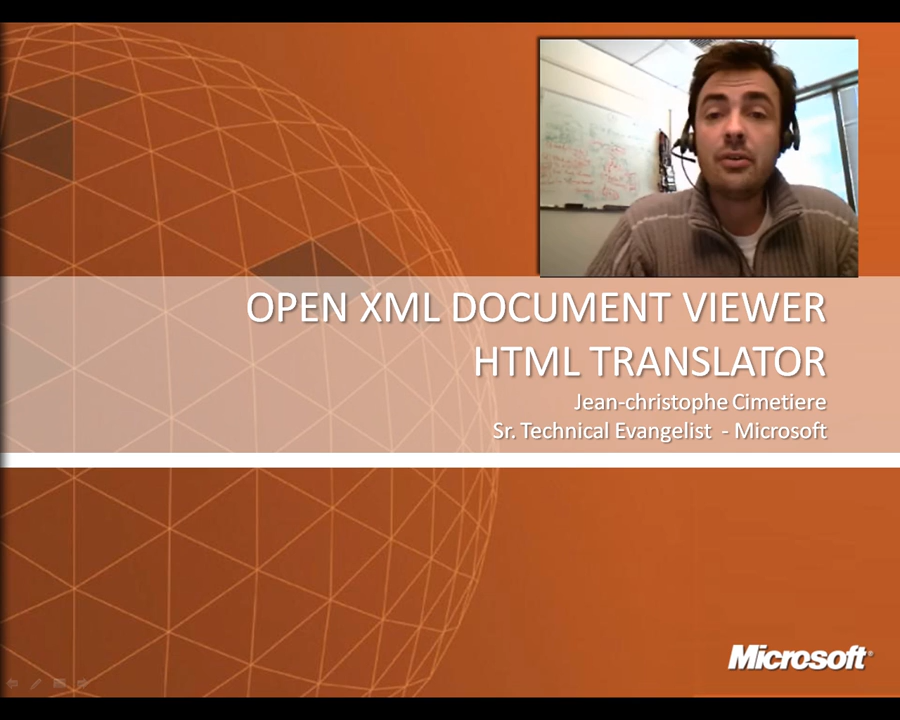 OPEN XML DOCUMENT VIEWER
HTML TRANSLATOR
Jean-christophe Cimetiere
Sr. Technical Evangelist - Microsoft
Microsoft®